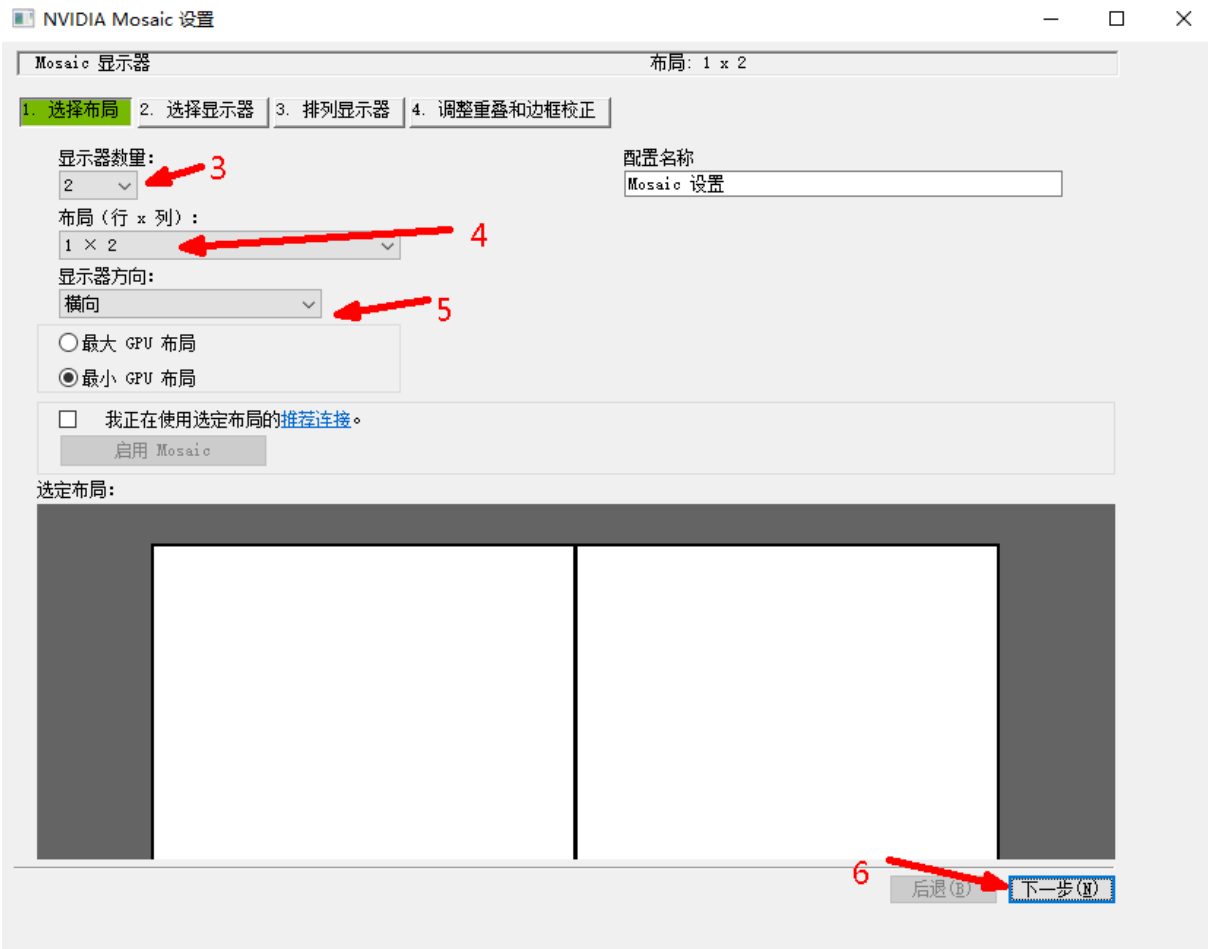 NVIDIA Mosaic 设置
Mosaic 显示器 布局: 1 x 2
1. 选择布局 2. 选择显示器 3. 排列显示器 4. 调整重叠和边框校正
显示器数量: 配置名称
2 3 Mosaic 设置
布局（行 x 列）:
1 × 2 4
显示器方向:
横向 5
最大 GPU 布局
最小 GPU 布局
我正在使用选定布局的推荐连接。
启用 Mosaic
选定布局:
6 后退(B) 下一步(N)